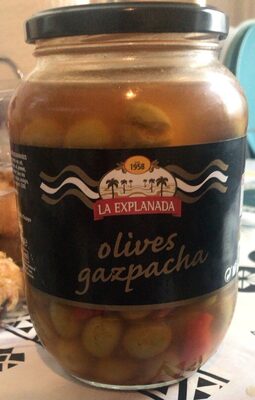 1958
LA EXPLANADA
olives
gazpacha